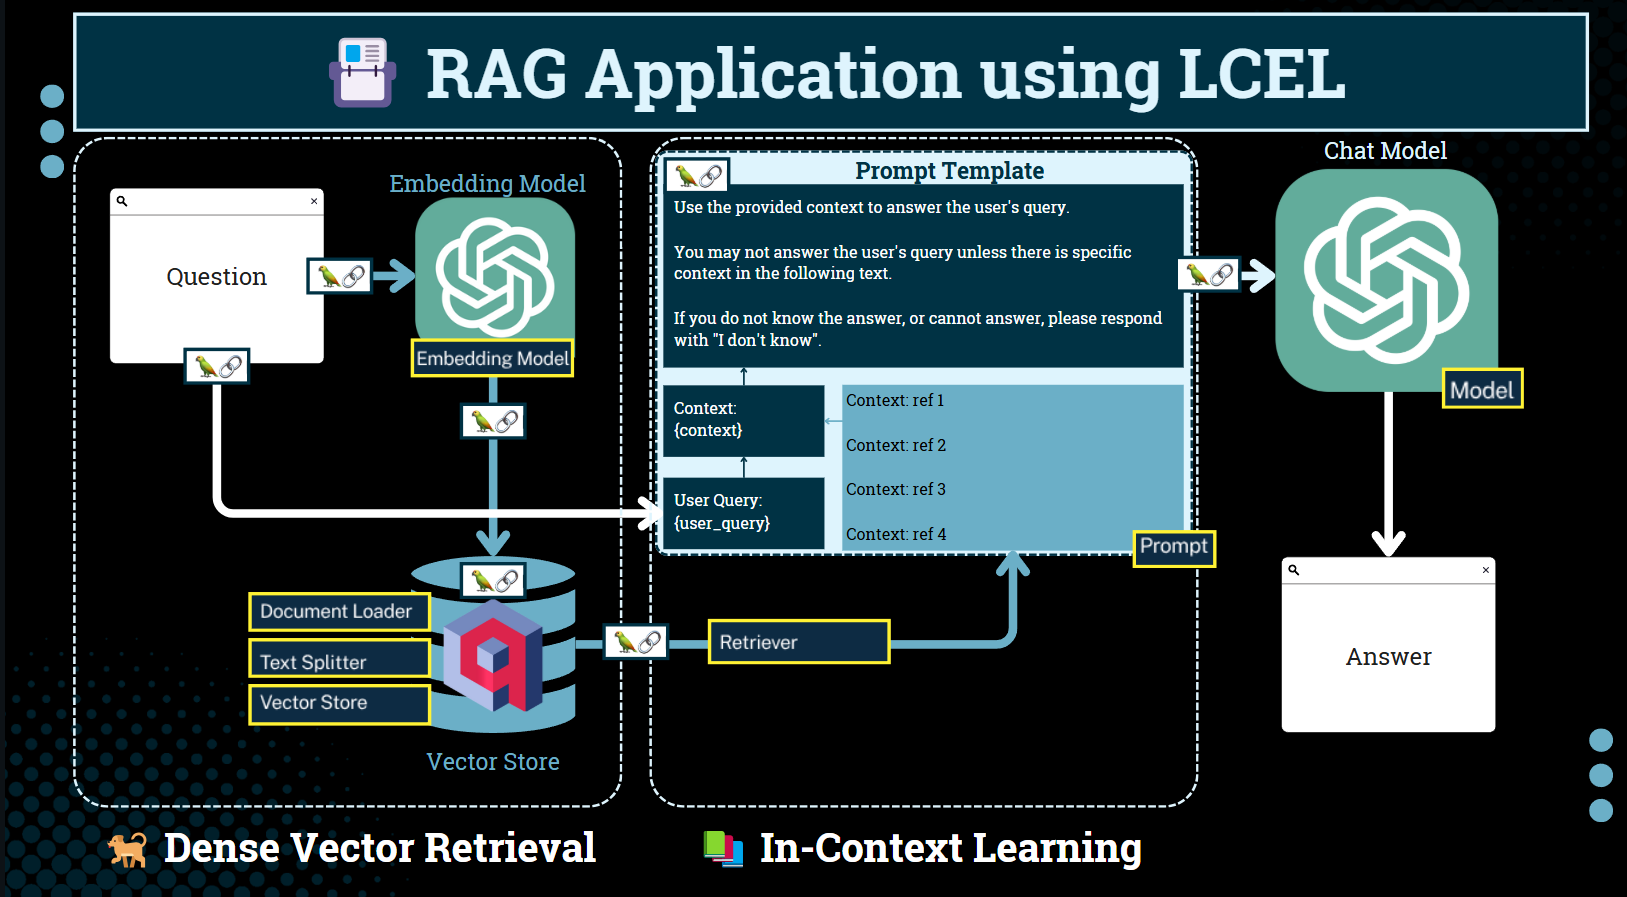 RAG Application using LCEL
Embedding Model
Question
Embedding Model
Document Loader
Text Splitter
Vector Store
Vector Store
Dense Vector Retrieval
Prompt Template
Use the provided context to answer the user's query.
You may not answer the user's query unless there is specific
context in the following text.
If you do not know the answer, or cannot answer, please respond
with "I don't know".
Context:
{context}
User Query:
{user_query}
Context: ref 1
Context: ref 2
Context: ref 3
Context: ref 4
Prompt
Retriever
In-Context Learning
Chat Model
Model
Answer